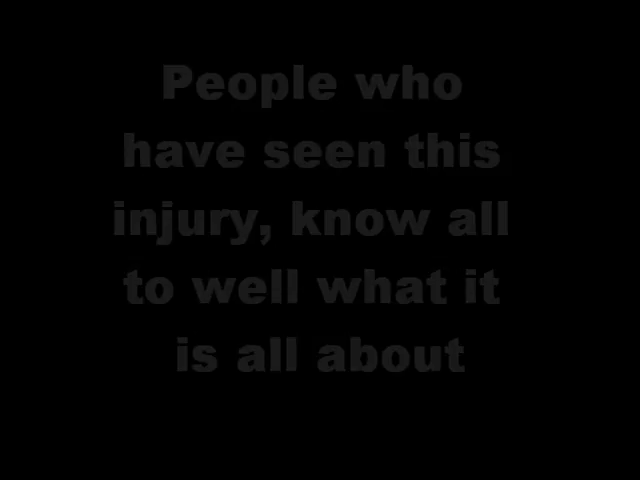 People who
have seen this
injury, know all
to well what it
is all about